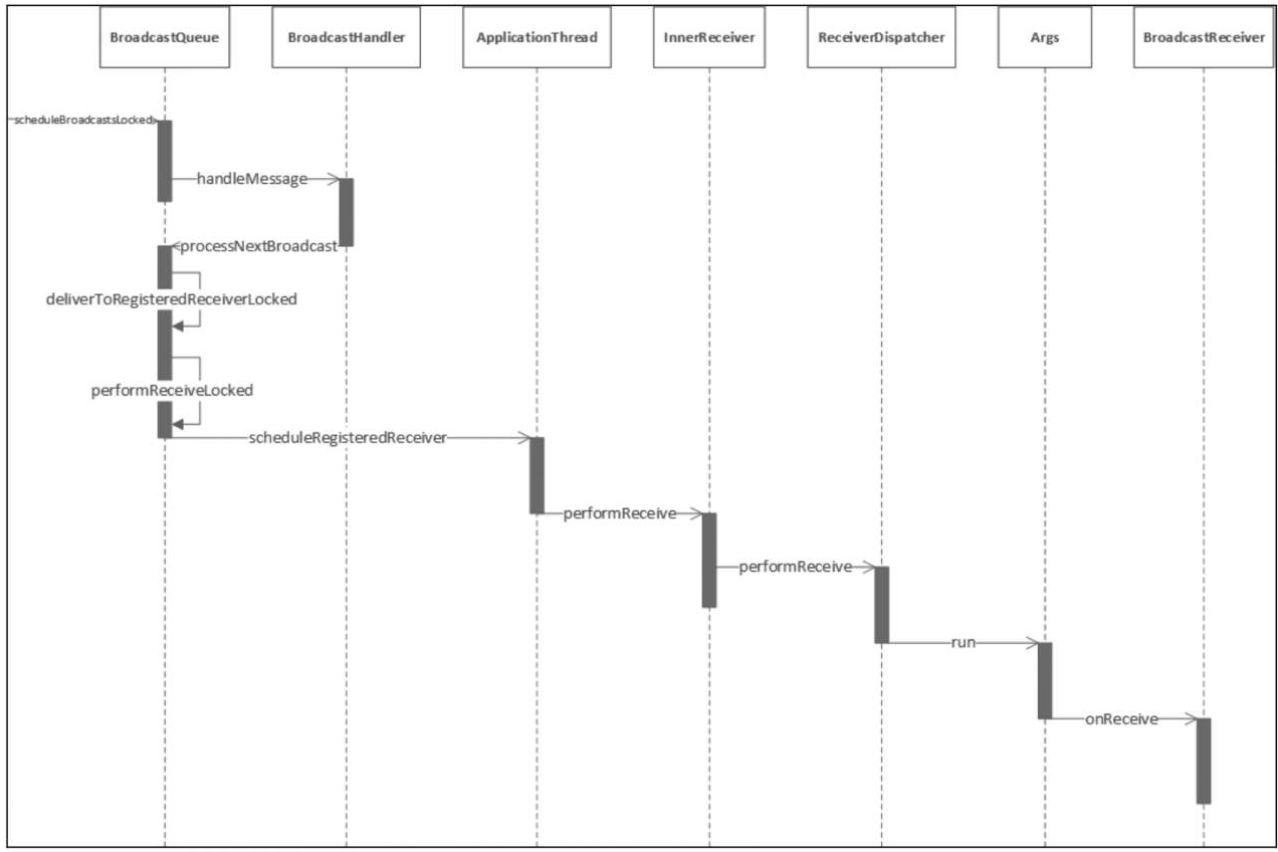 BroadcastQueue
BroadcastHandler
ApplicationThread
InnerReceiver
ReceiverDispatcher
Args
BroadcastReceiver
scheduleBroadcastsLocked
handleMessage
processNextBroadcast
deliverToRegisteredReceiverLocked
performReceiveLocked
scheduleRegisteredReceiver
performReceive
performReceive
run
onReceive